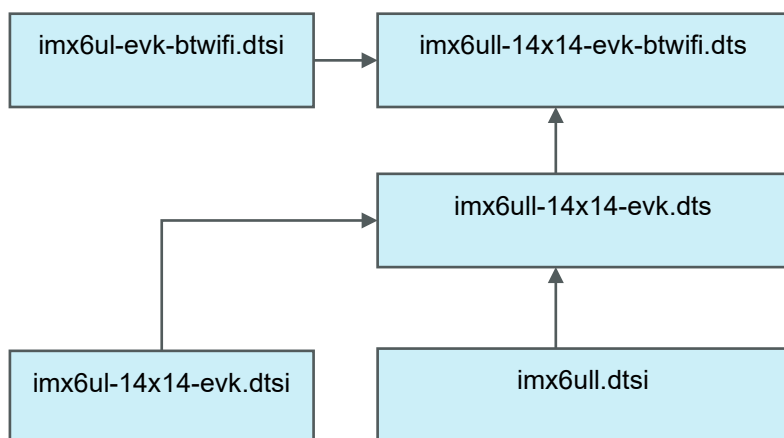 imx6ul-evk-btwifi.dtsi
imx6ull-14x14-evk-btwifi.dts
imx6ull-14x14-evk.dts
imx6ul-14x14-evk.dtsi
imx6ull.dtsi